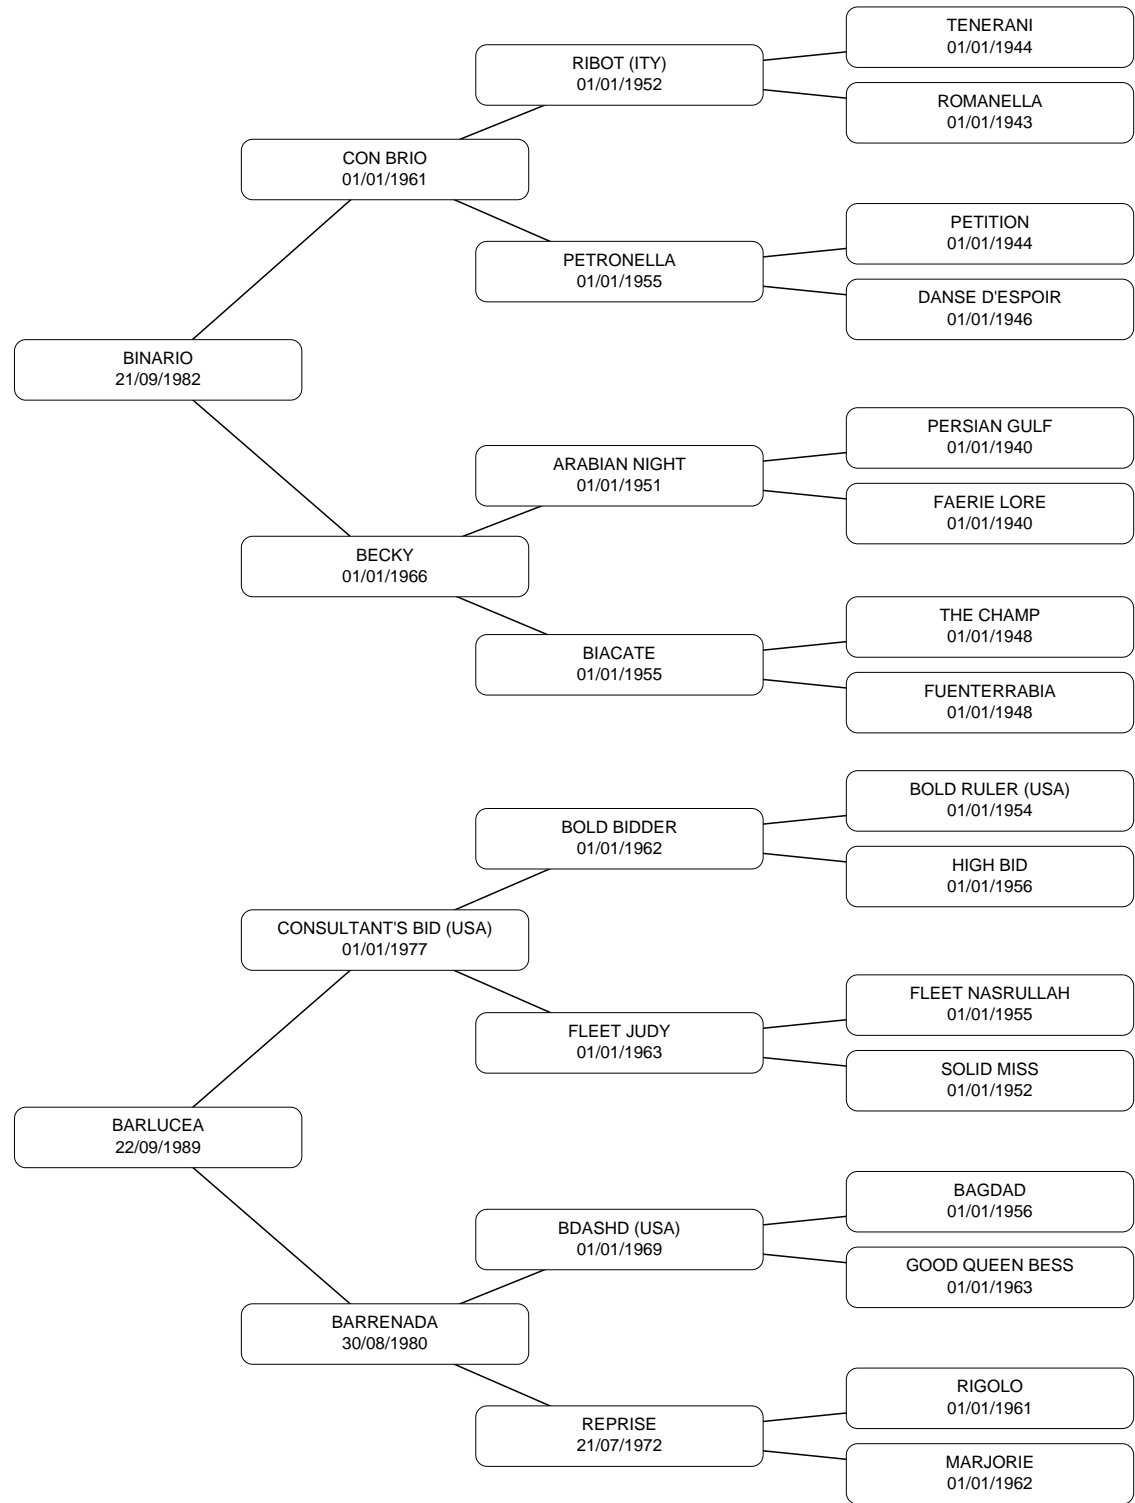 TENERANI
01/01/1944
RIBOT (ITY)
01/01/1952
ROMANELLA
01/01/1943
CON BRIO
01/01/1961
PETITION
01/01/1944
PETRONELLA
01/01/1955
DANSE D'ESPOIR
01/01/1946
BINARIO
21/09/1982
PERSIAN GULF
01/01/1940
ARABIAN NIGHT
01/01/1951
FAERIE LORE
01/01/1940
BECKY
01/01/1966
THE CHAMP
01/01/1948
BIACATE
01/01/1955
FUENTERRABIA
01/01/1948
BOLD RULER (USA)
01/01/1954
BOLD BIDDER
01/01/1962
HIGH BID
01/01/1956
CONSULTANT'S BID (USA)
01/01/1977
FLEET NASRULLAH
01/01/1955
FLEET JUDY
01/01/1963
SOLID MISS
01/01/1952
BARLUCEA
22/09/1989
BAGDAD
01/01/1956
BDASHD (USA)
01/01/1969
GOOD QUEEN BESS
01/01/1963
BARRENADA
30/08/1980
RIGOLO
01/01/1961
REPRISE
21/07/1972
MARJORIE
01/01/1962